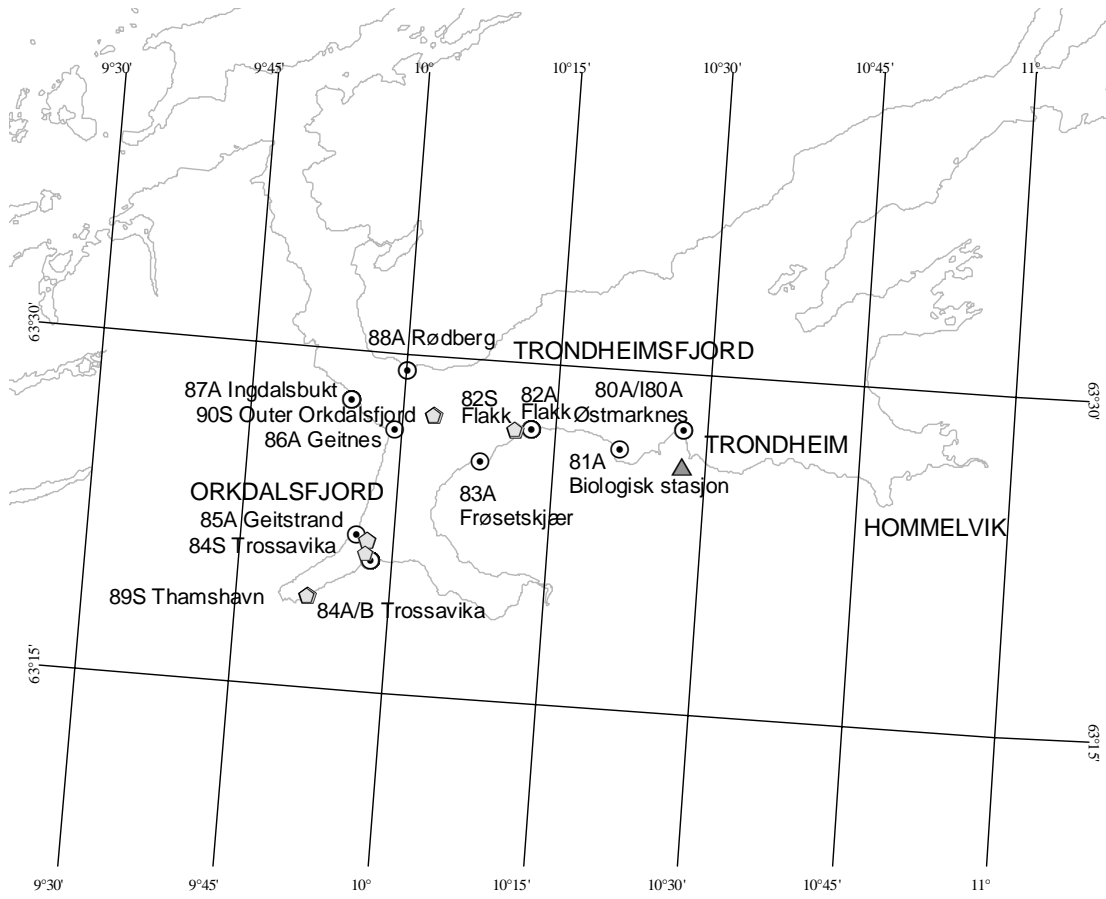 9°30'
9°45'
10°
10°15'
10°30'
10°45'
11°
63°30'
88A Rødberg
TRONDHEIMSFJORD
87A Ingdalsbukt
90S Outer Orkdalsfjord
86A Geitnes
82S
Flakk
82A
Flakk
80A/I80A
Østmarknes
63°30'
TRONDHEIM
81A
Biologisk stasjon
83A
Frøsetskjær
ORKDALSFJORD
85A Geitstrand
84S Trossavika
HOMMELVIK
89S Thamshavn
84A/B Trossavika
63°15'
63°15'
9°30'
9°45'
10°
10°15'
10°30'
10°45'
11°